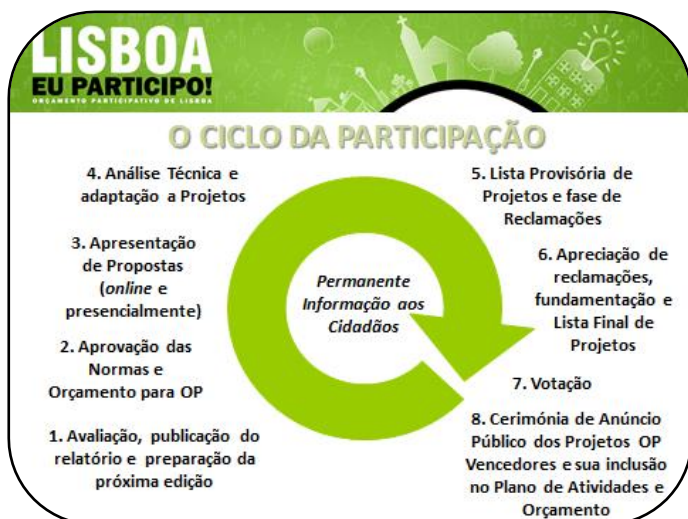 LISBOA
EU PARTICIPO!
ORÇAMENTO PARTICIPATIVO DE LISBOA
O CICLO DA PARTICIPAÇÃO
4. Análise Técnica e
adaptação a Projetos
3. Apresentação
de Propostas
(online e
presencialmente)
2. Aprovação das
Normas e
Orçamento para OP
1. Avaliação, publicação do
relatório e preparação da
próxima edição
Permanente
Informação aos
Cidadãos
5. Lista Provisória de
Projetos e fase de
Reclamações
6. Apreciação de
reclamações,
fundamentação e
Lista Final de
Projetos
7. Votação
8. Cerimónia de Anúncio
Público dos Projetos OP
Vencedores e sua inclusão
no Plano de Atividades e
Orçamento